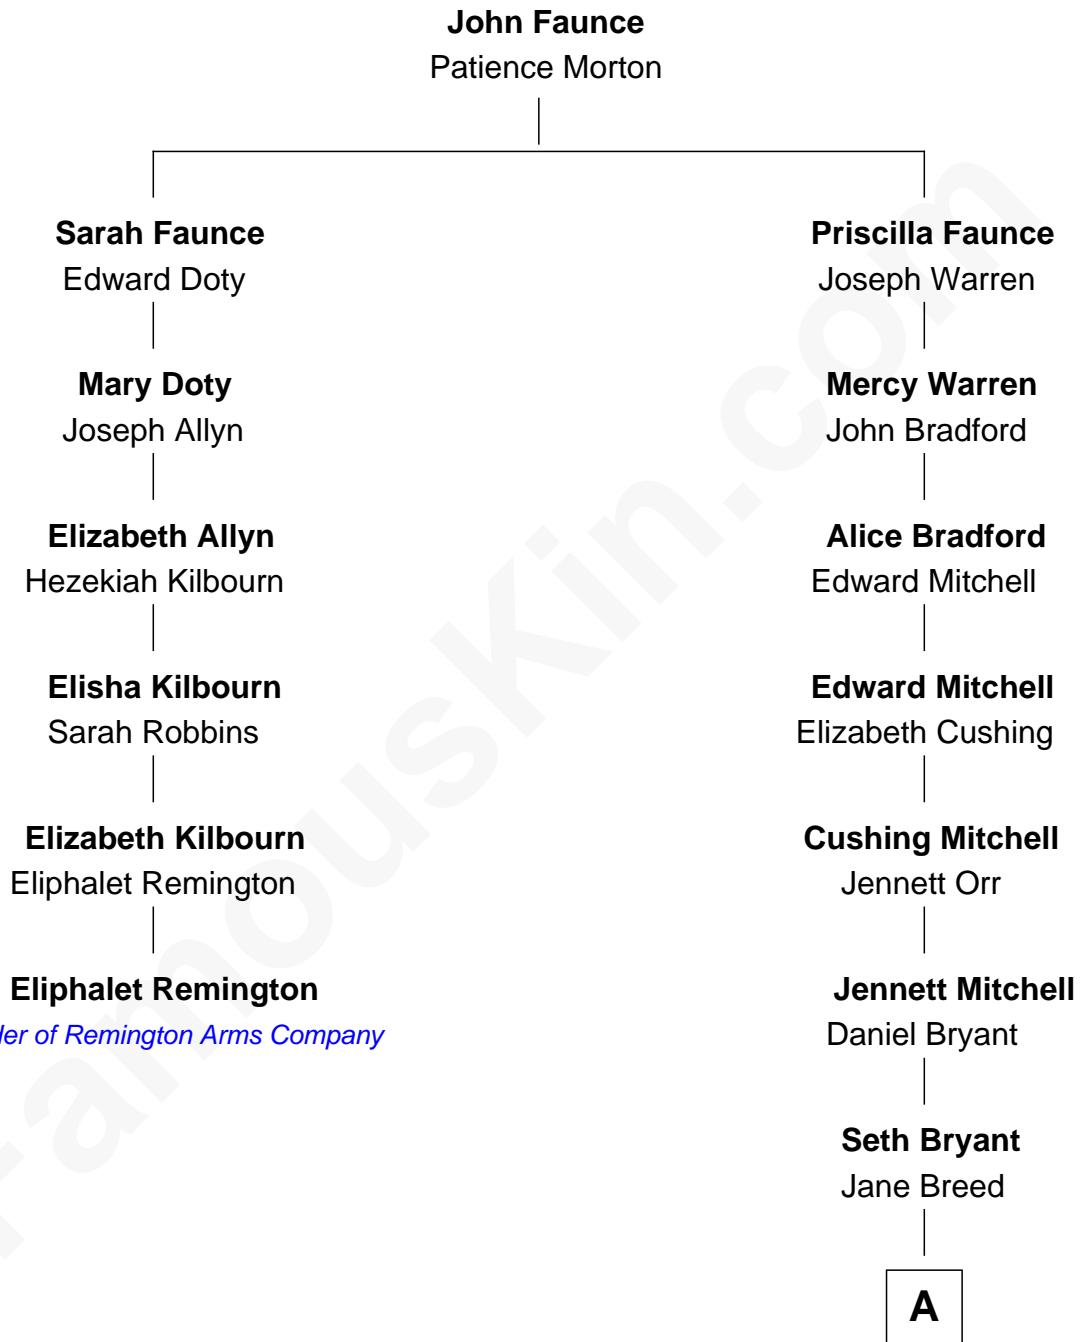 John Faunce
Patience Morton
Sarah Faunce
Edward Doty
Priscilla Faunce
Joseph Warren
Mary Doty
Joseph Allyn
Mercy Warren
John Bradford
Elizabeth Allyn
Hezekiah Kilbourn
Alice Bradford
Edward Mitchell
Elisha Kilbourn
Sarah Robbins
Edward Mitchell
Elizabeth Cushing
Elizabeth Kilbourn
Eliphalet Remington
Cushing Mitchell
Jennett Orr
Eliphalet Remington
of Remington Arms Company
Jennett Mitchell
Daniel Bryant
Seth Bryant
Jane Breed
A
FamousKin.com